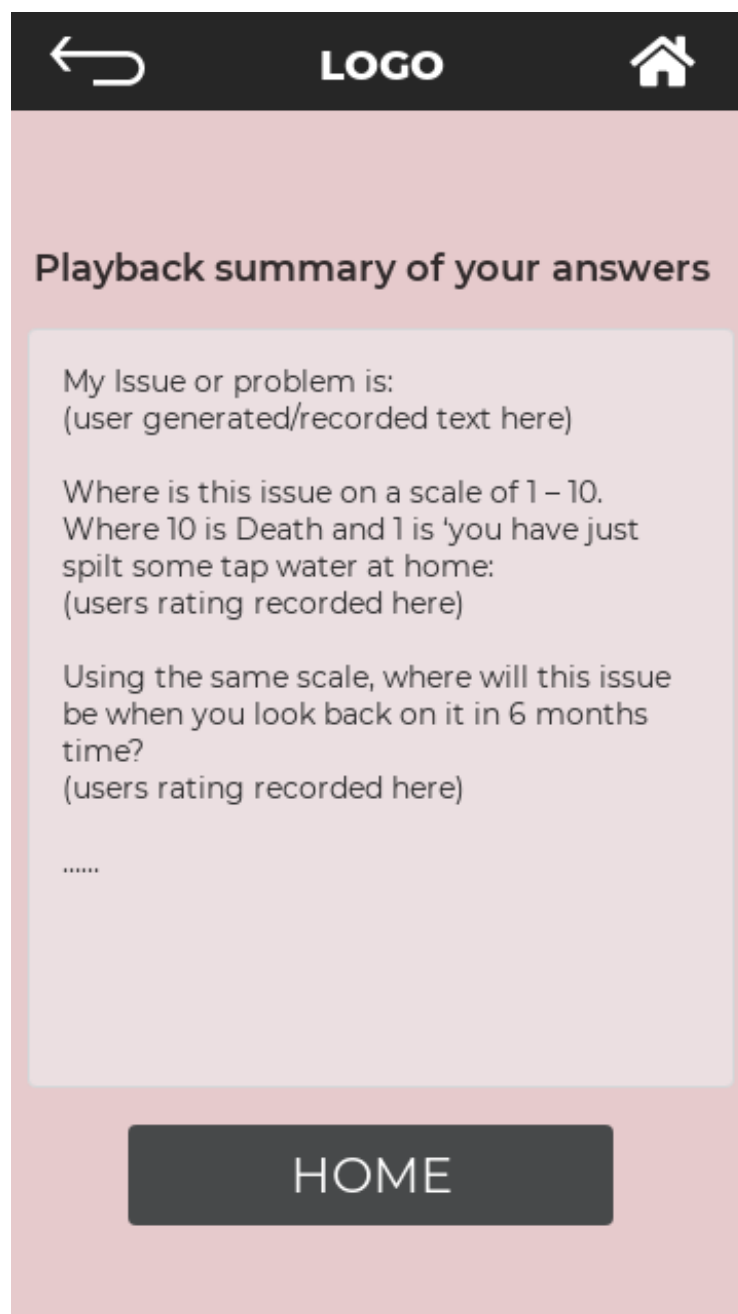 LOGO
Playback summary of your answers
My Issue or problem is:
(user generated/recorded text here)
Where is this issue on a scale of 1 – 10.
Where 10 is Death and 1 is ‘you have just
spilt some tap water at home:
(users rating recorded here)
Using the same scale, where will this issue
be when you look back on it in 6 months
time?
(users rating recorded here)
......
HOME